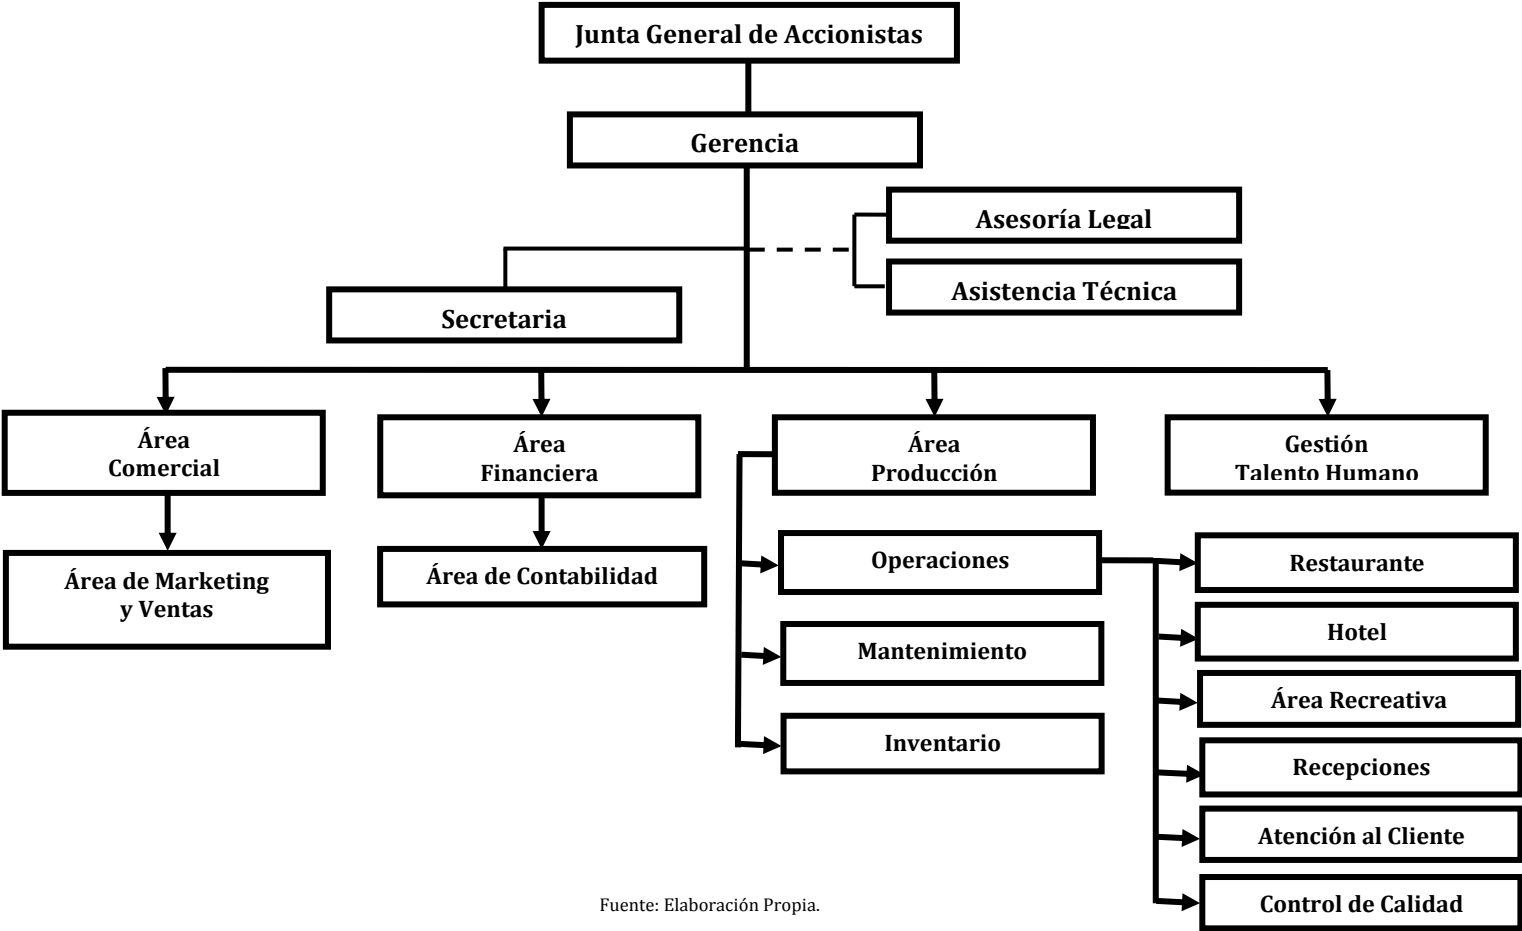 Junta General de Accionistas
Gerencia
Asesoría Legal
Asistencia Técnica
Secretaria
Área
Comercial
Área
Financiera
Área
Producción
Gestión
Talento Humano
Área de Marketing
y Ventas
Área de Contabilidad
Operaciones
Mantenimiento
Inventario
Restaurante
Hotel
Área Recreativa
Recepciones
Atención al Cliente
Control de Calidad
Fuente: Elaboración Propia.